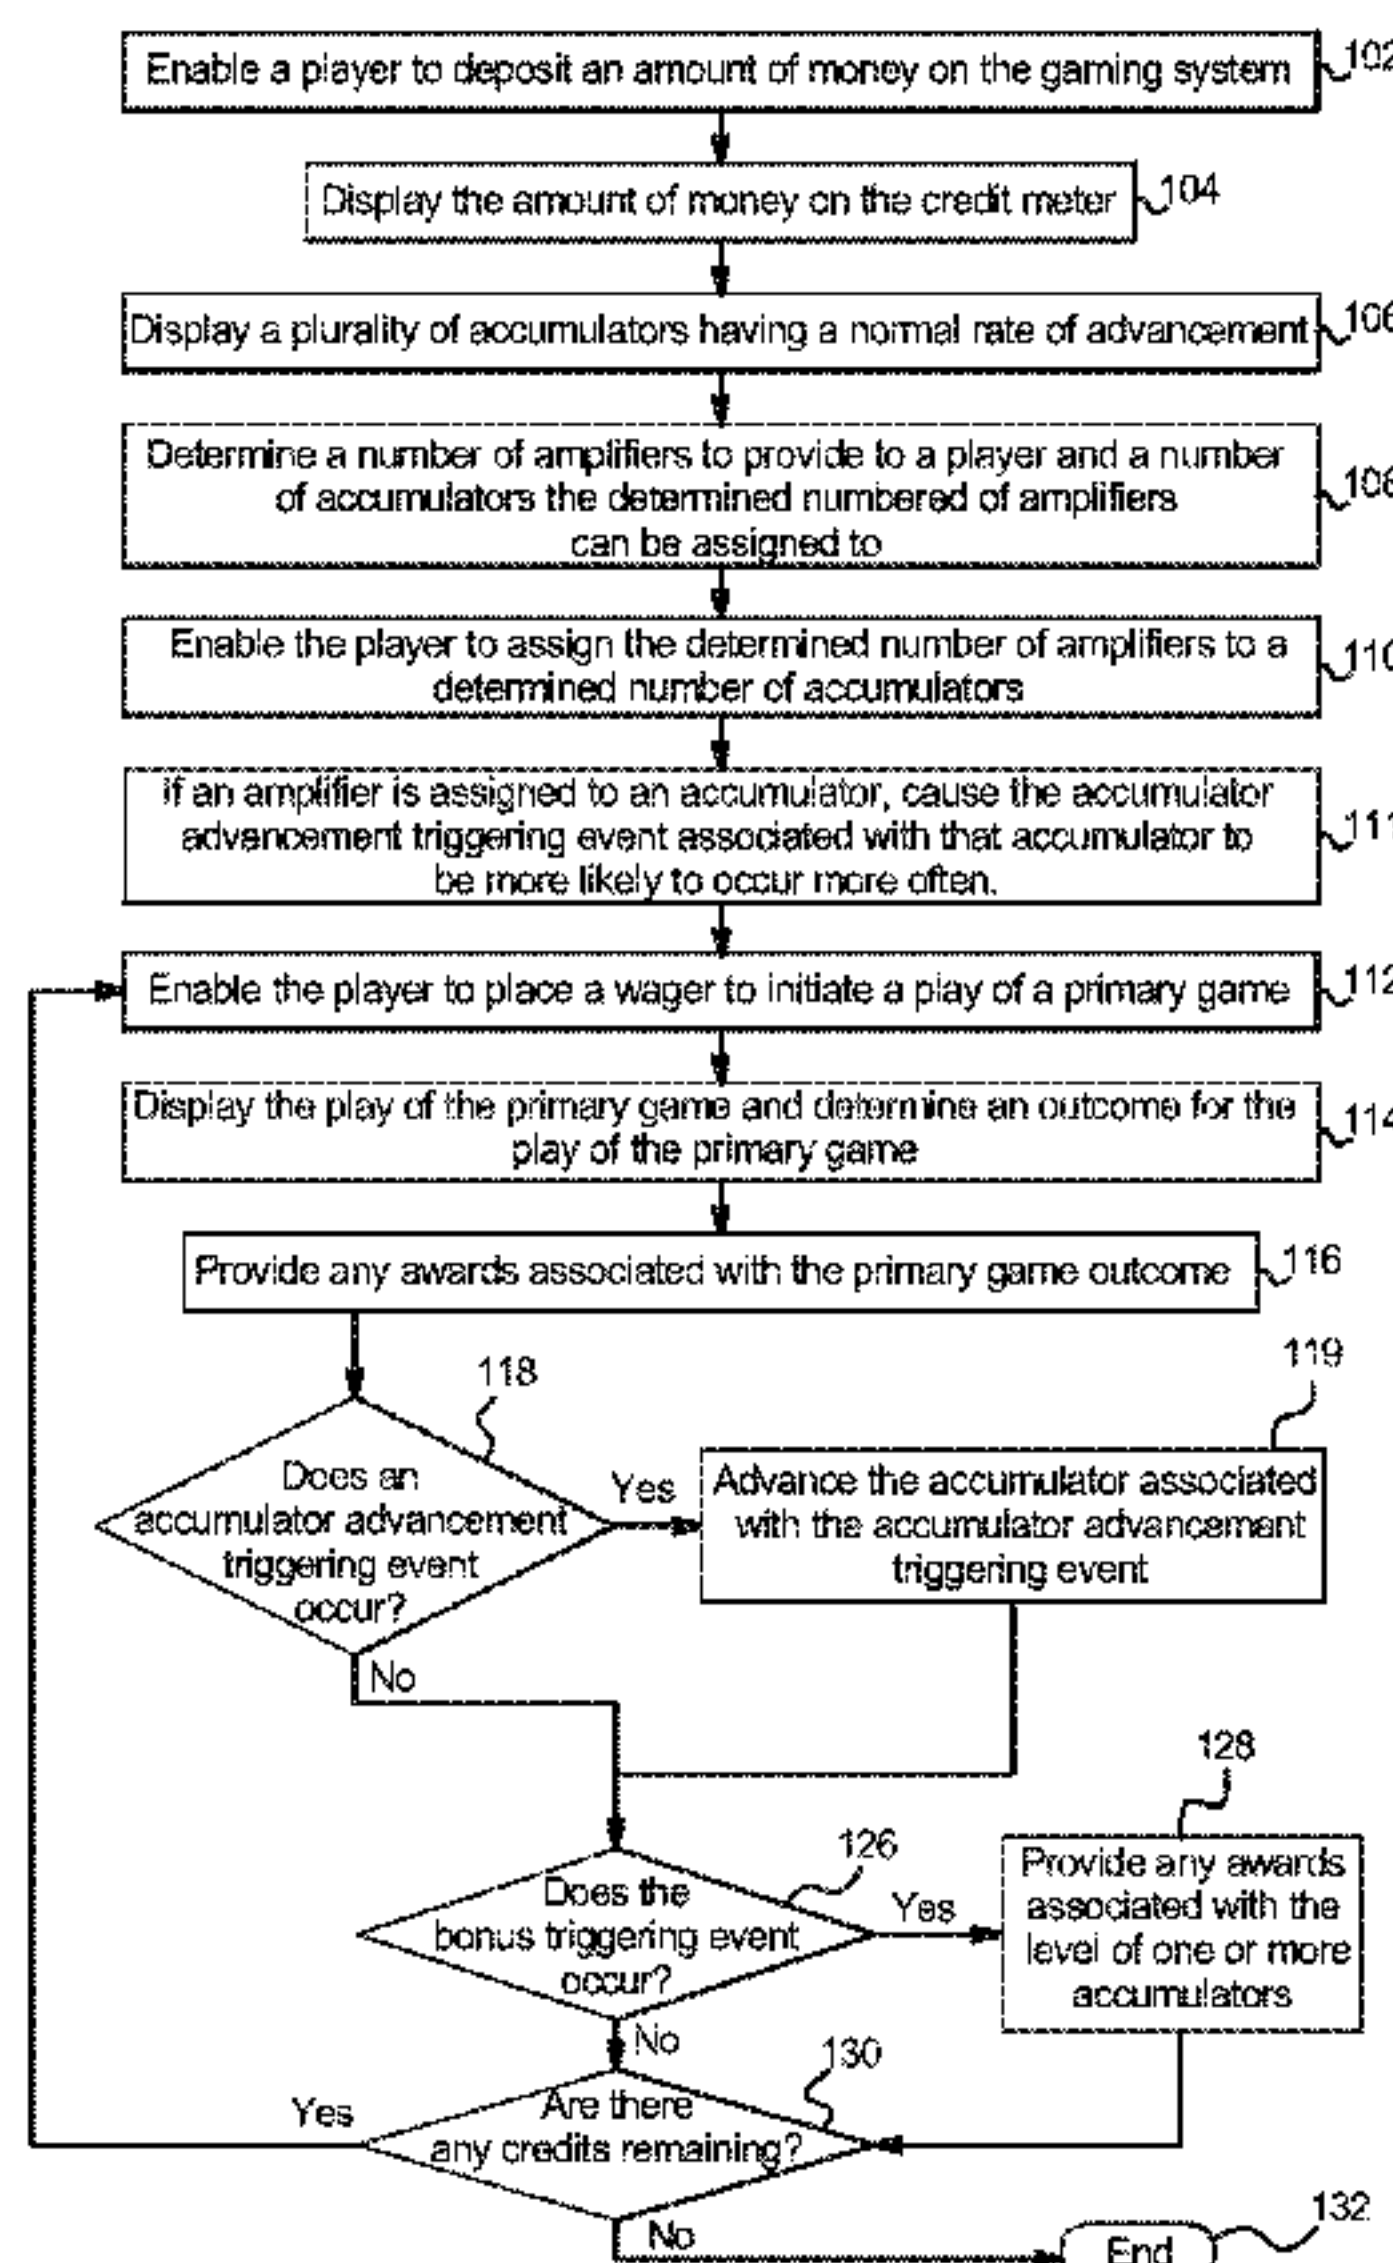 Enable a player to deposit an amount of money on the gaming system
102
Display the amount of money on the credit meter
104
Display a plurality of accumulators having a normal rate of advancement
106
Determine a number of amplifiers to provide to a player and a number
of accumulators the determined numbered of amplifiers
can be assigned to
108
Enable the player to assign the determined number of amplifiers to a
determined number of accumulators
110
If an amplifier is assigned to an accumulator, cause the accumulator
advancement triggering event associated with that accumulator to
be more likely to occur more often.
111
Enable the player to place a wager to initiate a play of a primary game
112
Display the play of the primary game and determine an outcome for the
play of the primary game
114
Provide any awards associated with the primary game outcome
116
118
119
Does an
accumulator advancement
triggering event
occur?
Yes
Advance the accumulator associated
with the accumulator advancement
triggering event
No
128
126
Does the
bonus triggering event
occur?
Yes
Provide any awards
associated with the
level of one or more
accumulators
No
130
Are there
any credits remaining?
Yes
No
132
End